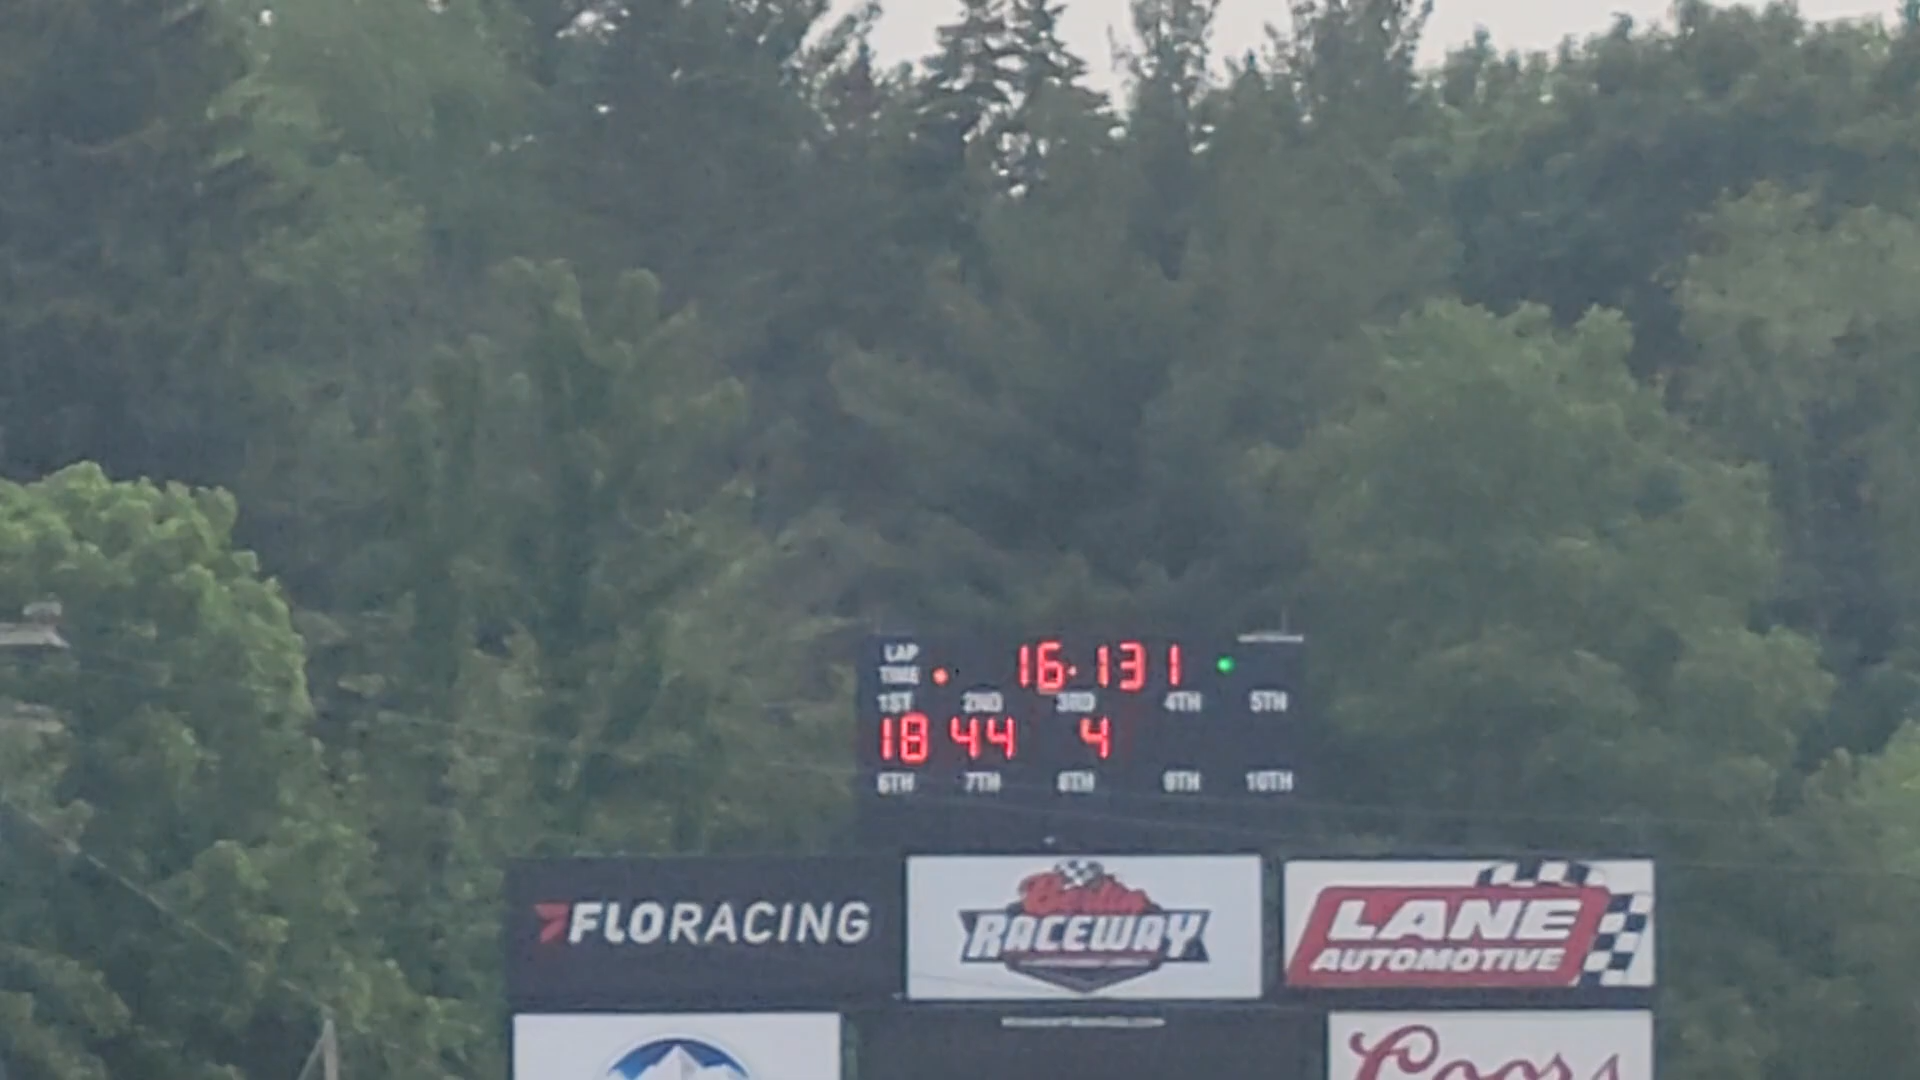 LAP
TIME 16.131
1ST 2ND 3RD 4TH 5TH
18 44 4
6TH 7TH 8TH 9TH 10TH
FLORACING
Berlin
RACEWAY
LANE
AUTOMOTIVE
Coors